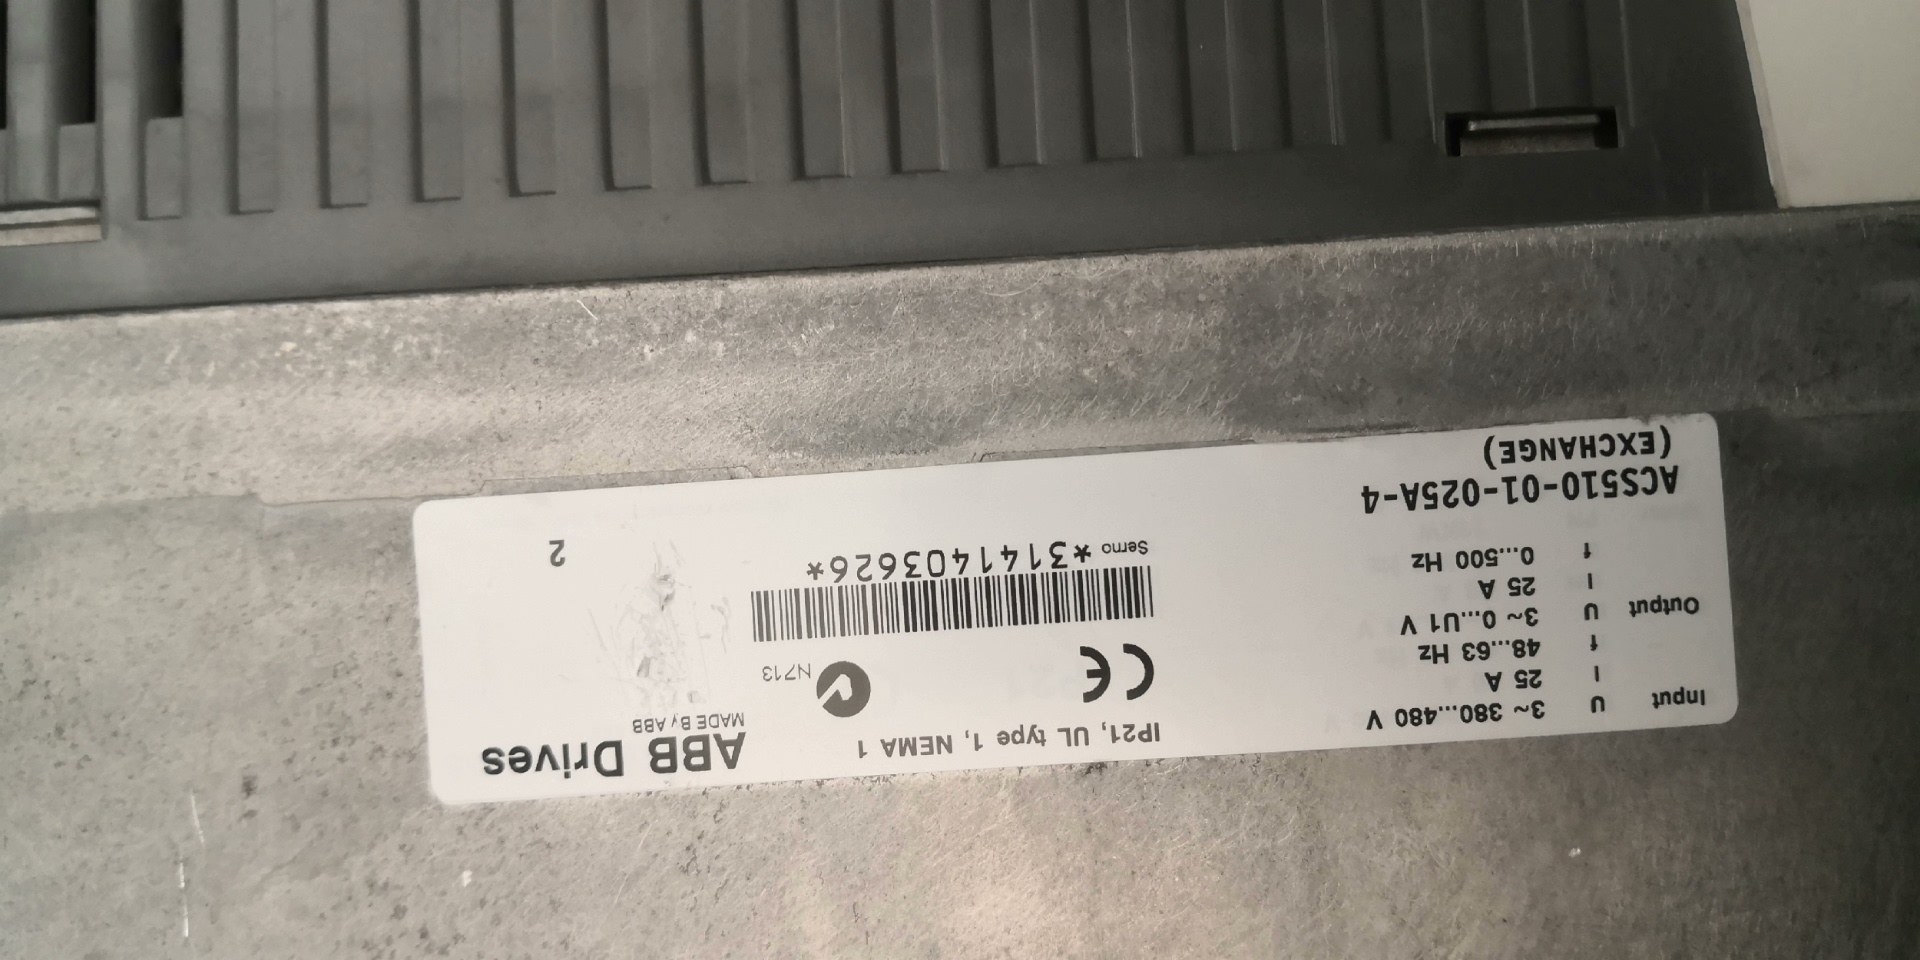 ABB Drives
MADE By ABB
IP21, UL type 1, NEMA 1
N713
Serno *3141403626*
2
Input U 3~ 380...480 V
I 25 A
f 48...63 Hz
Output U 3~ 0...U1 V
I 25 A
f 0...500 Hz
ACS510-01-025A-4
(EXCHANGE)